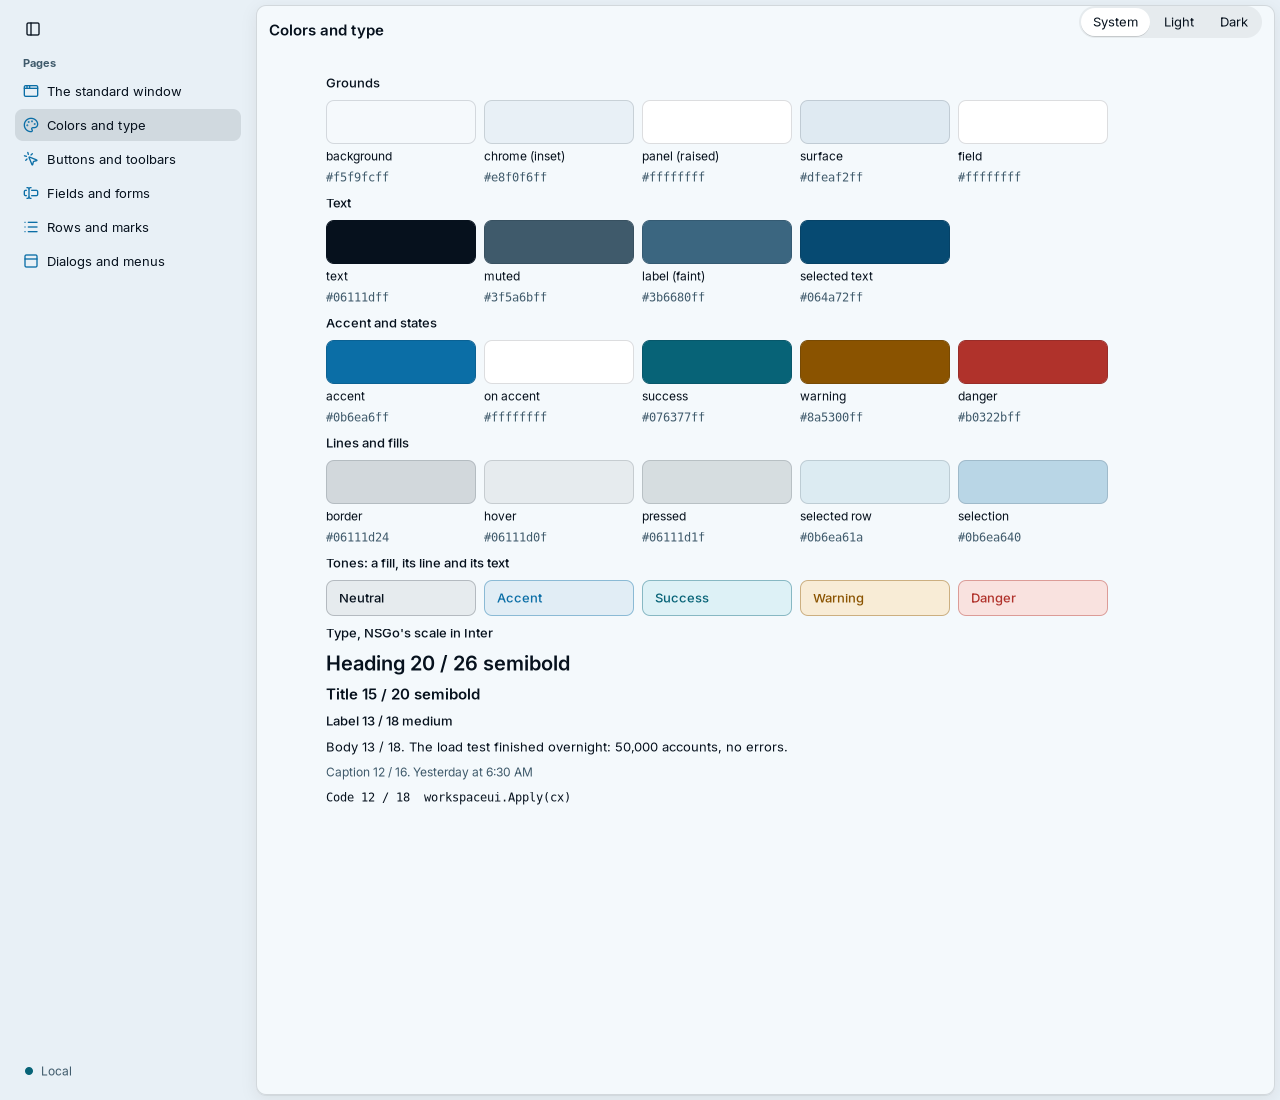 Colors and type
System Light Dark
Pages
The standard window
Colors and type
Buttons and toolbars
Fields and forms
Rows and marks
Dialogs and menus
Local
Grounds
background chrome (inset) panel (raised) surface field
#f5f9fcff #e8f0f6ff #ffffffff #dfeaf2ff #ffffffff
Text
text muted label (faint) selected text
#06111dff #3f5a6bff #3b6680ff #064a72ff
Accent and states
accent on accent success warning danger
#0b6ea6ff #ffffffff #076377ff #8a5300ff #b0322bff
Lines and fills
border hover pressed selected row selection
#06111d24 #06111d0f #06111d1f #0b6ea61a #0b6ea640
Tones: a fill, its line and its text
Neutral Accent Success Warning Danger
Type, NSGo's scale in Inter
Heading 20 / 26 semibold
Title 15 / 20 semibold
Label 13 / 18 medium
Body 13 / 18. The load test finished overnight: 50,000 accounts, no errors.
Caption 12 / 16. Yesterday at 6:30 AM
Code 12 / 18  workspaceui.Apply(cx)